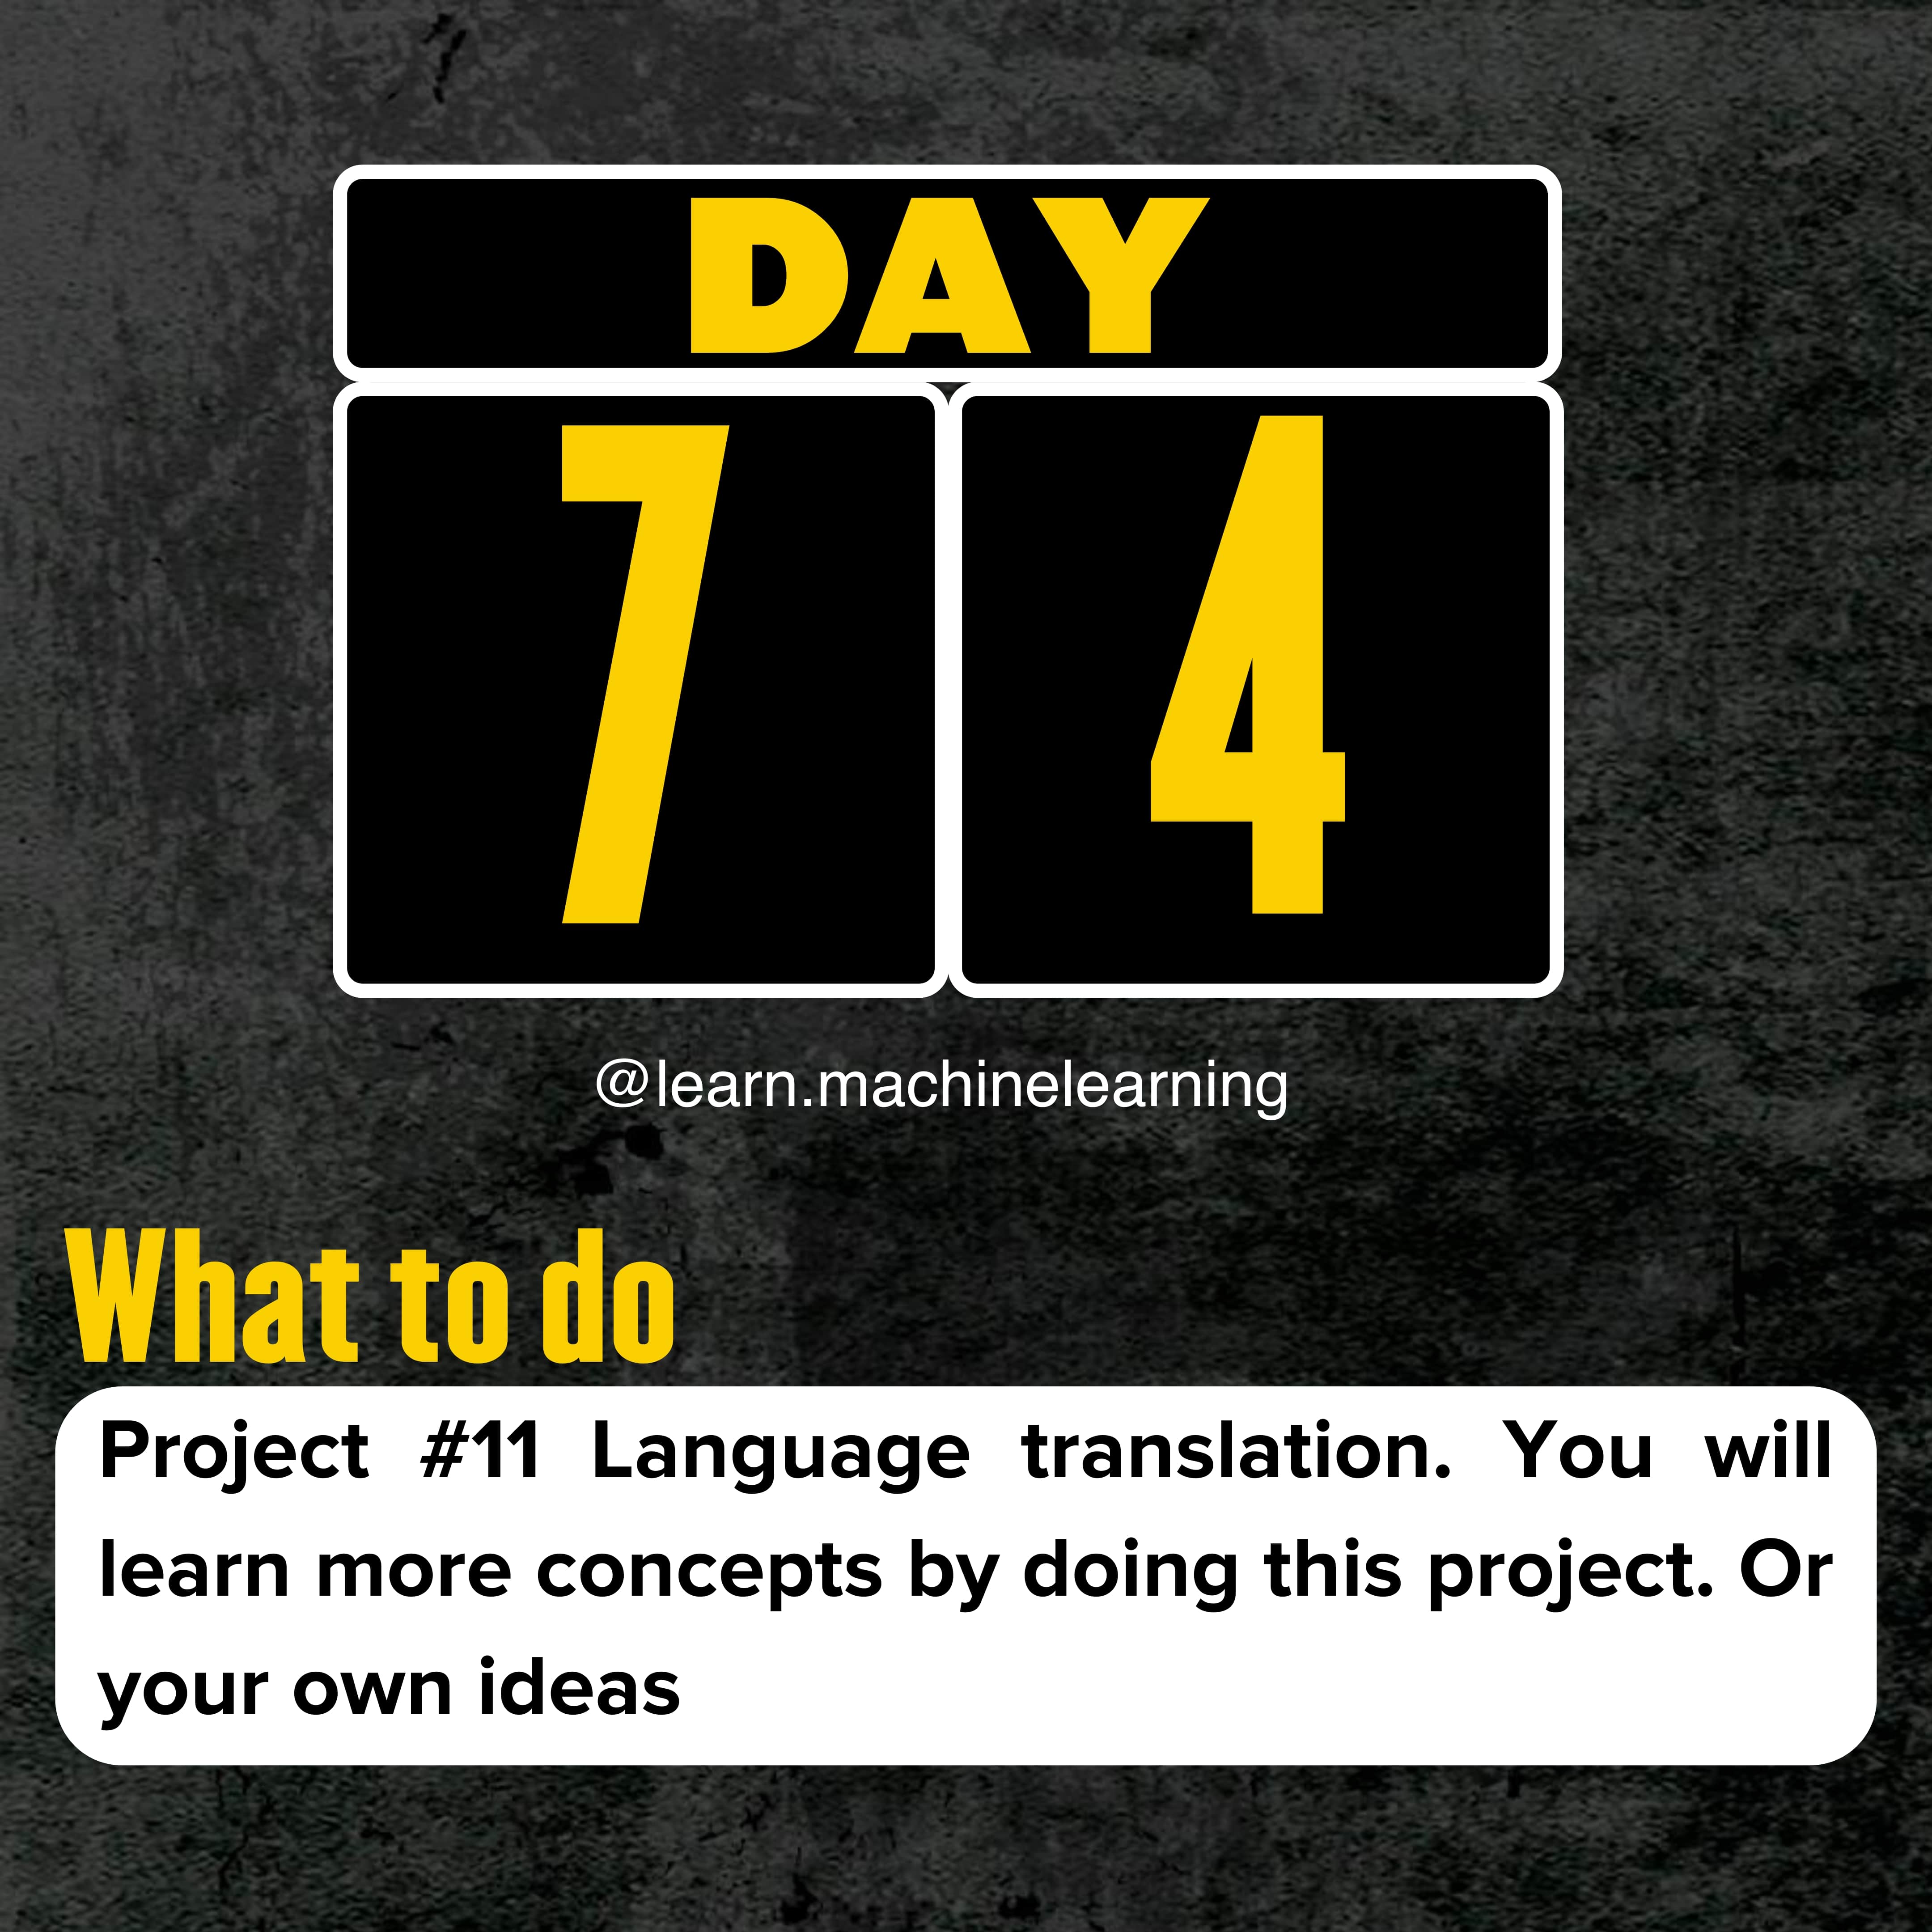 DAY
7 4
@learn.machinelearning
What to do
Project #11 Language translation. You will
learn more concepts by doing this project. Or
your own ideas